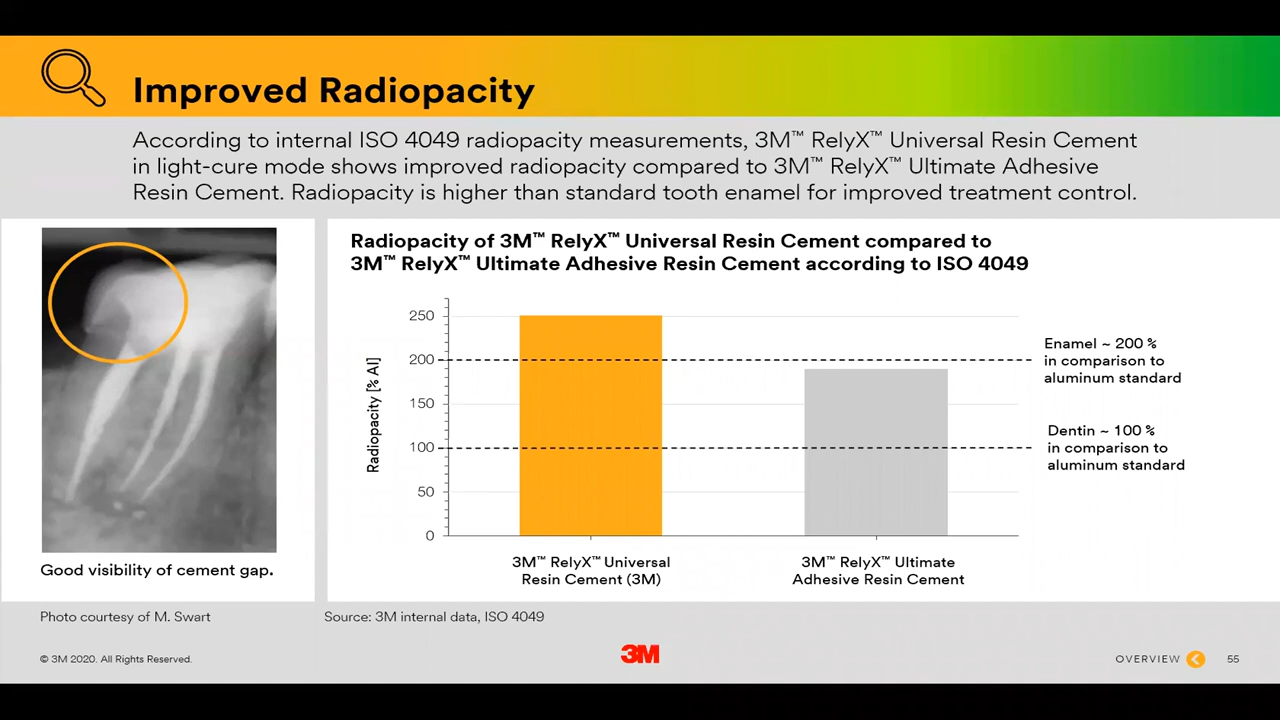 Improved Radiopacity
According to internal ISO 4049 radiopacity measurements, 3M™ RelyX™ Universal Resin Cement
in light-cure mode shows improved radiopacity compared to 3M™ RelyX™ Ultimate Adhesive
Resin Cement. Radiopacity is higher than standard tooth enamel for improved treatment control.
Good visibility of cement gap.
Photo courtesy of M. Swart
Radiopacity of 3M™ RelyX™ Universal Resin Cement compared to
3M™ RelyX™ Ultimate Adhesive Resin Cement according to ISO 4049
Radiopacity [% Al]
250
200
150
100
50
0
Enamel ~ 200 %
in comparison to
aluminum standard
Dentin ~ 100 %
in comparison to
aluminum standard
3M™ RelyX™ Universal
Resin Cement (3M)
3M™ RelyX™ Ultimate
Adhesive Resin Cement
Source: 3M internal data, ISO 4049
© 3M 2020. All Rights Reserved.
3M
OVERVIEW
55